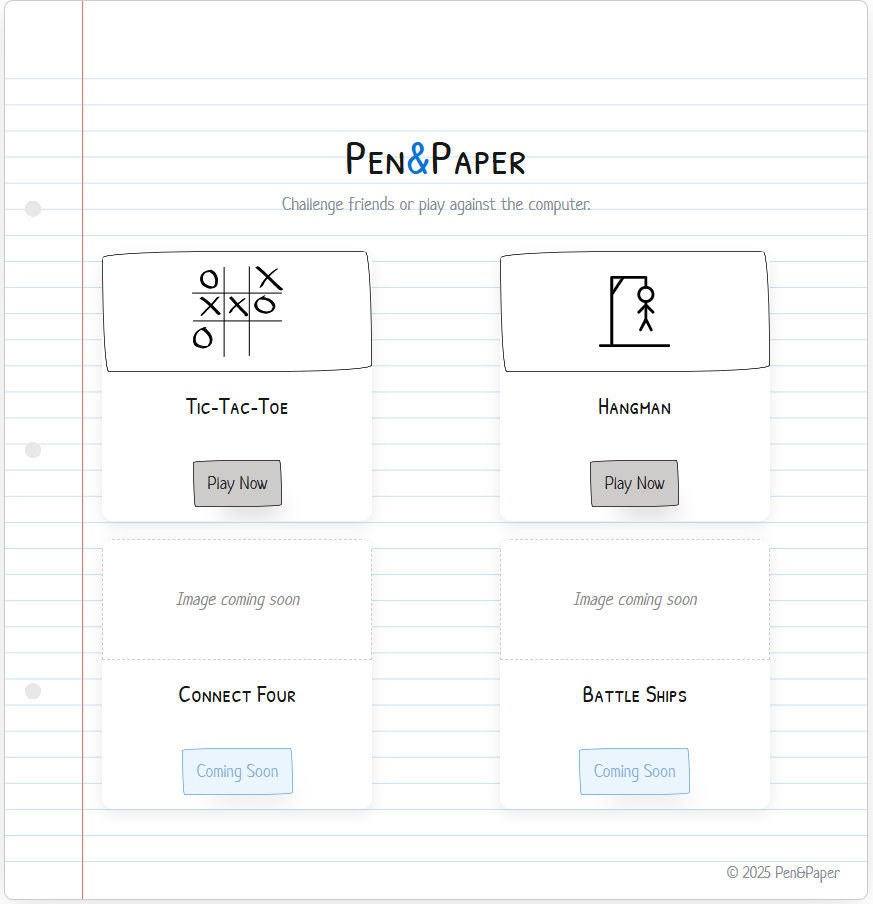 Pen&Paper
Challenge friends or play against the computer.
O X
X X O
O
Tic-Tac-Toe
Hangman
Play Now
Play Now
Image coming soon
Image coming soon
Connect Four
Battle Ships
Coming Soon
Coming Soon
© 2025 Pen&Paper